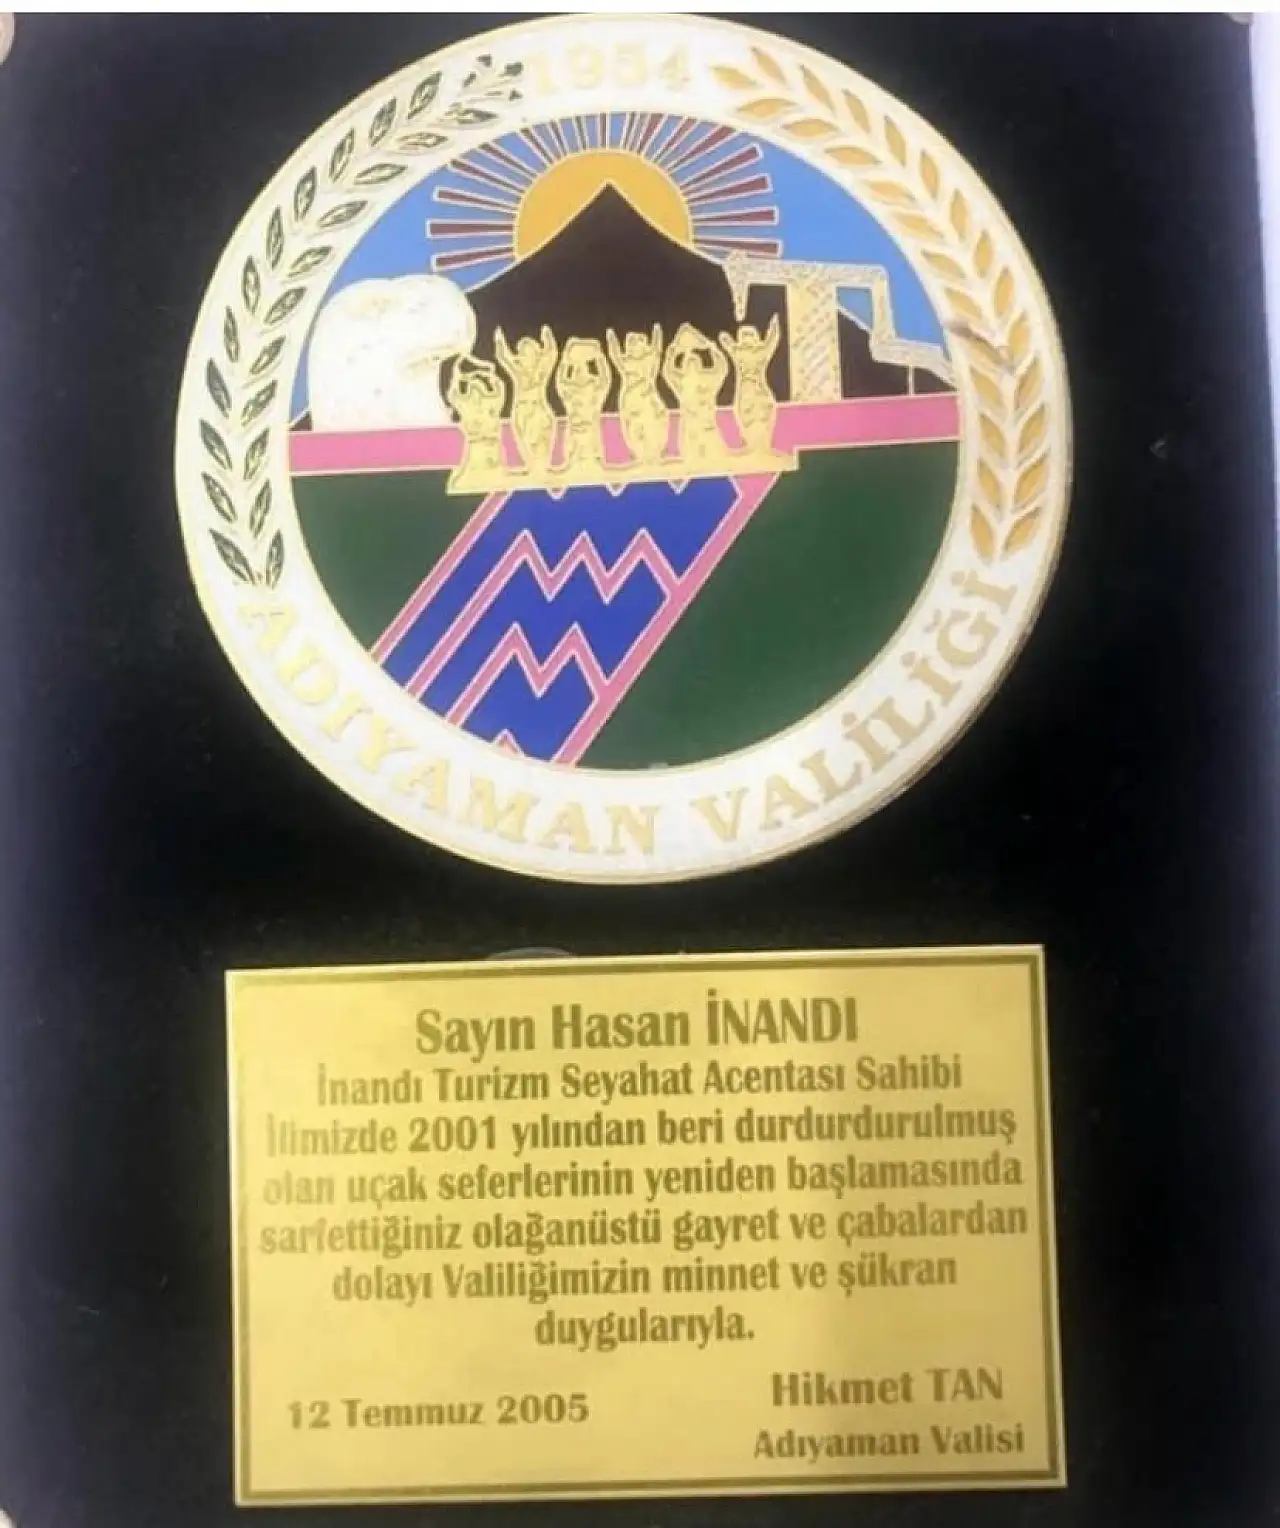 1954
ADIYAMAN VALİLİĞİ
Sayın Hasan İNANDI
İnandı Turizm Seyahat Acentası Sahibi
İlimizde 2001 yılından beri durdurdurulmuş
olan uçak seferlerinin yeniden başlamasında
sarfettiğiniz olağanüstü gayret ve çabalardan
dolayı Valiliğimizin minnet ve şükran
duygularıyla.
12 Temmuz 2005
Hikmet TAN
Adıyaman Valisi